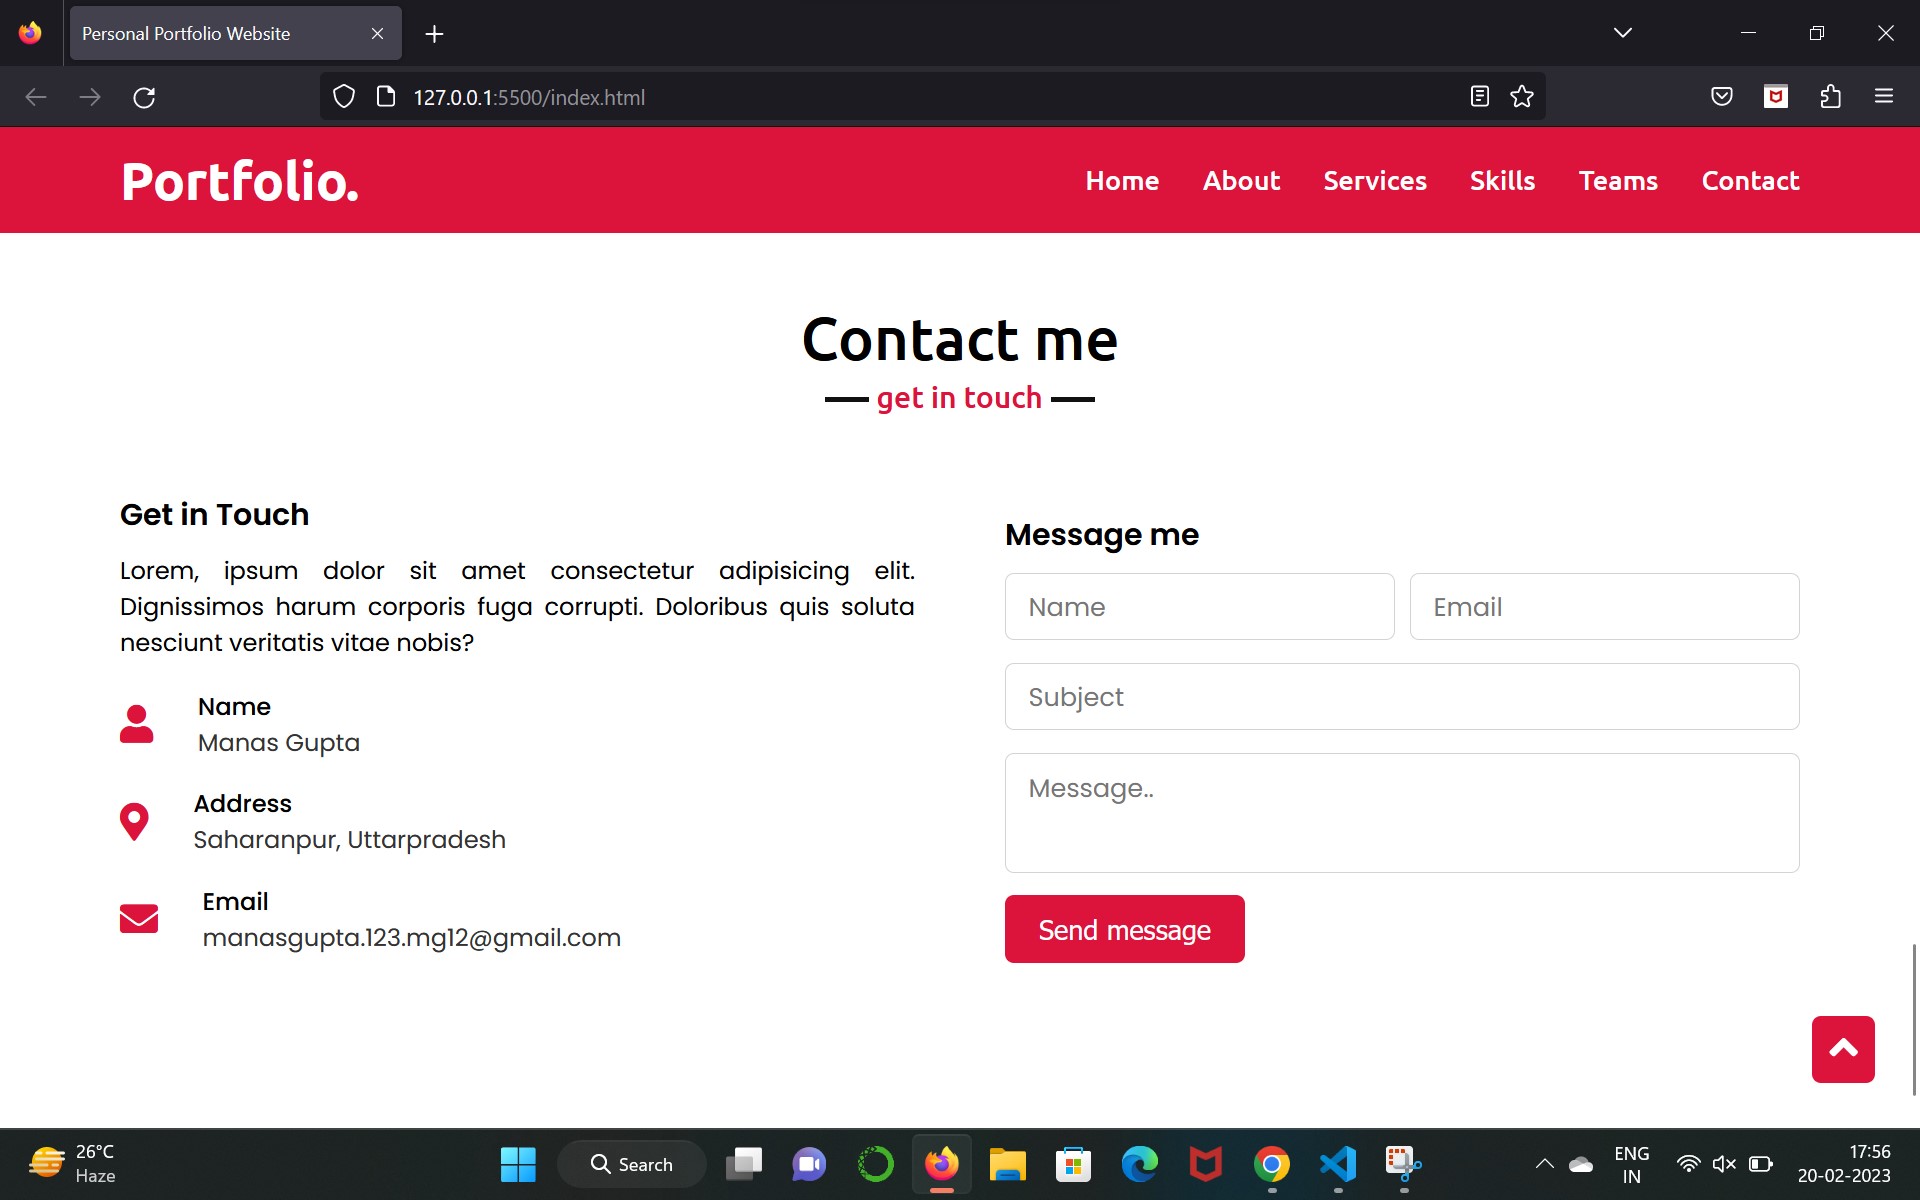 Personal Portfolio Website
127.0.0.1:5500/index.html
Portfolio.
Home About Services Skills Teams Contact
Contact me
get in touch
Get in Touch
Lorem, ipsum dolor sit amet consectetur adipisicing elit.
Dignissimos harum corporis fuga corrupti. Doloribus quis soluta
nesciunt veritatis vitae nobis?
Name
Manas Gupta
Address
Saharanpur, Uttarpradesh
Email
manasgupta.123.mg12@gmail.com
Message me
Name Email
Subject
Message..
Send message
26°C
Haze
Search
ENG
IN
17:56
20-02-2023